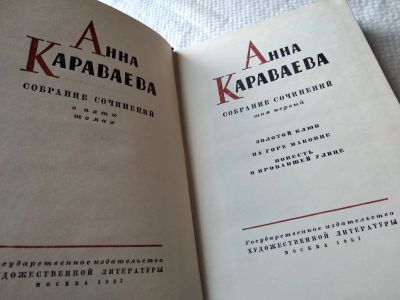 Анна
Караваева
СОБРАНИЕ СОЧИНЕНИЙ
в пяти
томах
Государственное издательство
ХУДОЖЕСТВЕННОЙ ЛИТЕРАТУРЫ
МОСКВА 1957
Анна
Караваева
СОБРАНИЕ СОЧИНЕНИЙ
том первый
ЗОЛОТОЙ КЛЮВ
НА ГОРЕ МАКОВЦЕ
ПОВЕСТЬ
О ПРОПАВШЕЙ УЛИЦЕ
Государственное издательство
ХУДОЖЕСТВЕННОЙ ЛИТЕРАТУРЫ
МОСКВА 1957